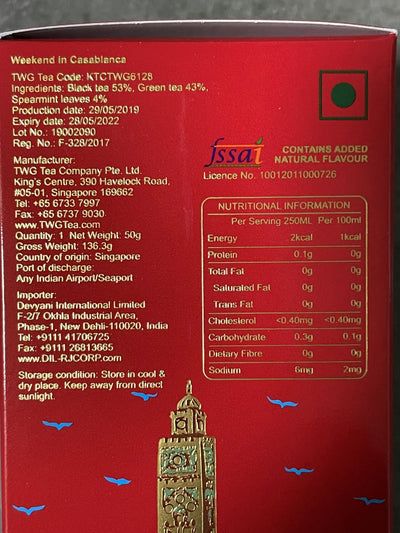 Weekend in Casablanca
TWG Tea Code: KTCTWG6128
Ingredients: Black tea 53%, Green tea 43%,
Spearmint leaves 4%
Production date: 29/05/2019
Expiry date: 28/05/2022
Lot No.: 19002090
Reg. No.: F-328/2017
Manufacturer:
TWG Tea Company Pte. Ltd.
King's Centre, 390 Havelock Road,
#05-01, Singapore 169662
Tel: +65 6733 7997
Fax: +65 6737 9030
www.TWGTea.com
Quantity: 1 Net Weight: 50g
Gross Weight: 136.3g
Country of origin: Singapore
Port of discharge:
Any Indian Airport/Seaport
Importer:
Devyani International Limited
F-2/7 Okhla Industrial Area,
Phase-1, New Delhi-110020, India
Tel: +9111 41706725
Fax: +9111 26813665
www.DIL-RJCORP.com
Storage condition: Store in cool &
dry place. Keep away from direct
sunlight.
fssai
CONTAINS ADDED
NATURAL FLAVOUR
Licence No. 10012011000726
NUTRITIONAL INFORMATION
Per Serving 250ML Per 100ml
Energy 2kcal 1kcal
Protein 0.1g 0g
Total Fat 0g 0g
Saturated Fat 0g 0g
Trans Fat 0g 0g
Cholesterol <0.40mg <0.40mg
Carbohydrate 0.3g 0.1g
Dietary Fibre 0g 0g
Sodium 6mg 2mg